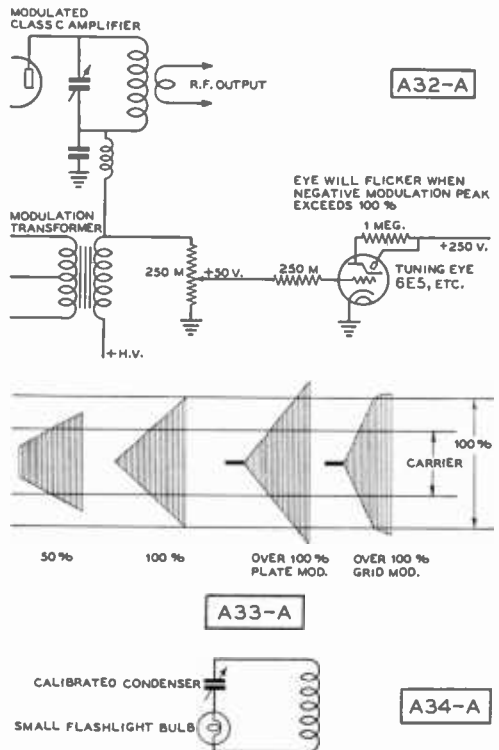 MODULATED
CLASS C AMPLIFIER
R.F. OUTPUT
A32-A
EYE WILL FLICKER WHEN
NEGATIVE MODULATION PEAK
EXCEEDS 100 %
MODULATION
TRANSFORMER
1 MEG.
+250 V.
250 M
+50 V.
250 M
TUNING EYE
6E5, ETC.
+H.V.
100 %
CARRIER
50 %
100 %
OVER 100 %
PLATE MOD.
OVER 100 %
GRID MOD.
A33-A
CALIBRATED CONDENSER
A34-A
SMALL FLASHLIGHT BULB